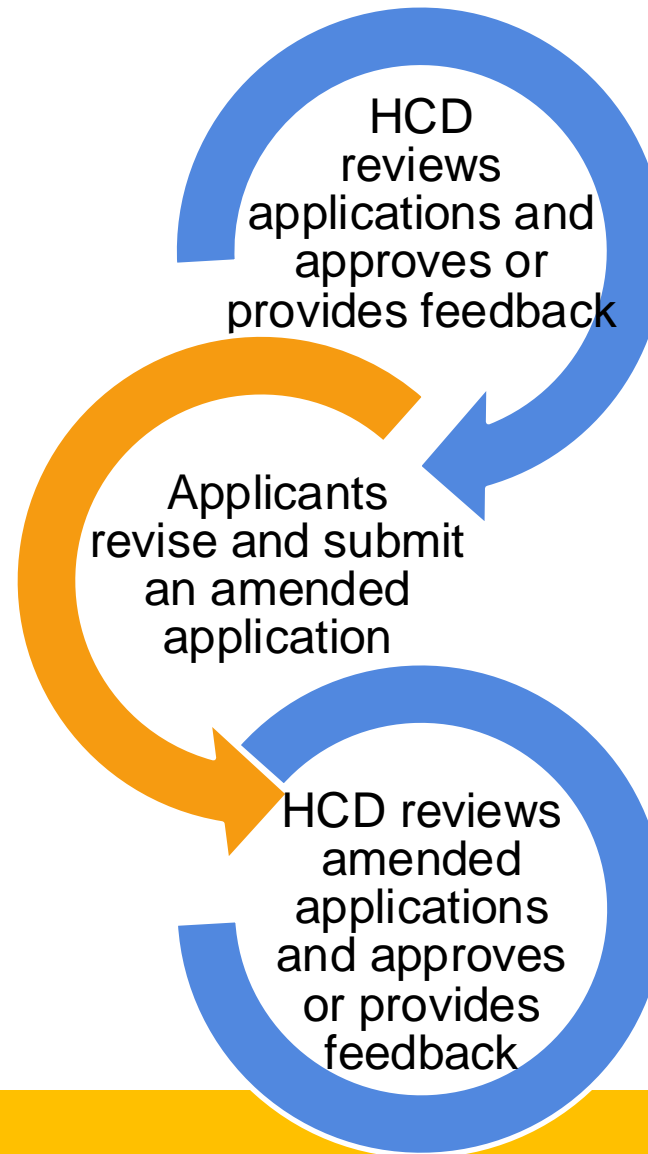 HCD
reviews
applications and
approves or
provides feedback
Applicants
revise and submit
an amended
application
HCD reviews
amended
applications
and approves
or provides
feedback